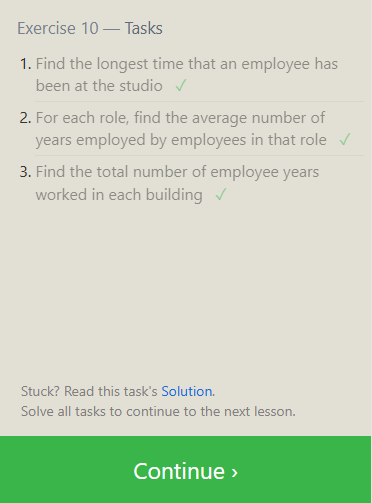 Exercise 10 — Tasks
1. Find the longest time that an employee has
been at the studio ✓
2. For each role, find the average number of
years employed by employees in that role ✓
3. Find the total number of employee years
worked in each building ✓
Stuck? Read this task's Solution.
Solve all tasks to continue to the next lesson.
Continue ›